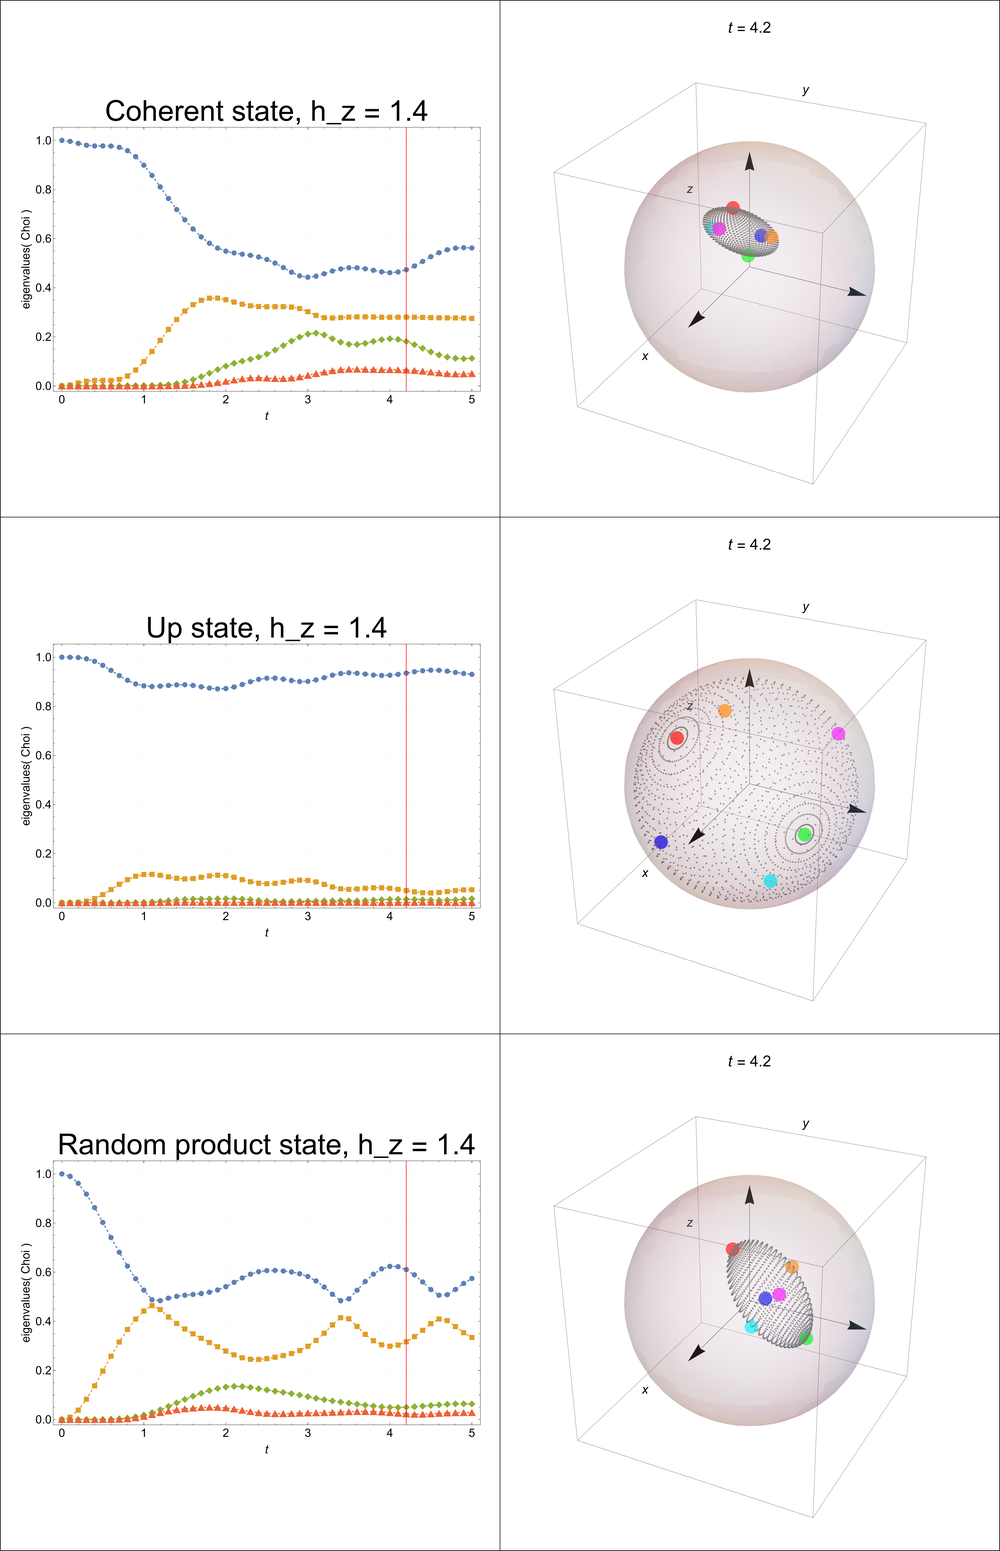 t = 4.2
Coherent state, h_z = 1.4
eigenvalues( Choi )
1.0
0.8
0.6
0.4
0.2
0.0
0 1 2 3 4 5
t
y
z
x
t = 4.2
Up state, h_z = 1.4
eigenvalues( Choi )
1.0
0.8
0.6
0.4
0.2
0.0
0 1 2 3 4 5
t
y
z
x
t = 4.2
Random product state, h_z = 1.4
eigenvalues( Choi )
1.0
0.8
0.6
0.4
0.2
0.0
0 1 2 3 4 5
t
y
z
x